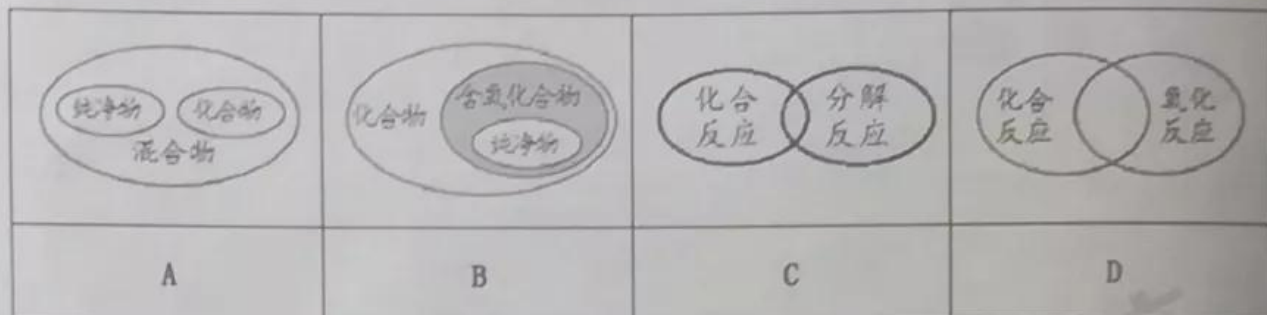 纯净物 化合物
混合物
化合物 含氧化合物
纯净物
化合 分解
反应 反应
化合 氧化
反应 反应
A B C D